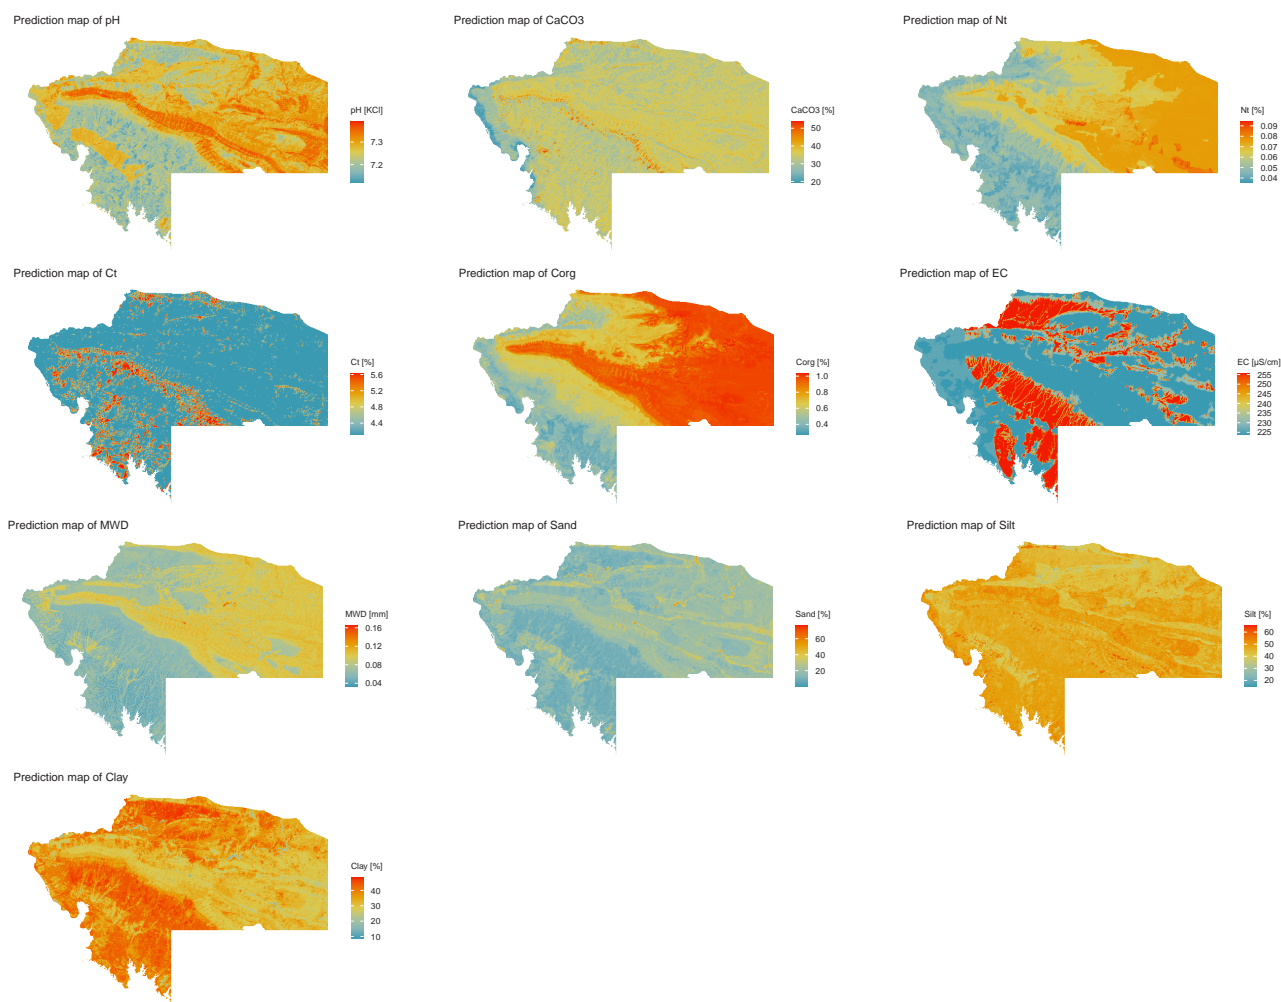 Prediction map of pH
pH [KCl]
7.3
7.2
Prediction map of CaCO3
CaCO3 [%]
50
40
30
20
Prediction map of Nt
Nt [%]
0.09
0.08
0.07
0.06
0.05
0.04
Prediction map of Ct
Ct [%]
5.6
5.2
4.8
4.4
Prediction map of Corg
Corg [%]
1.0
0.8
0.6
0.4
Prediction map of EC
EC [µS/cm]
255
250
245
240
235
230
225
Prediction map of MWD
MWD [mm]
0.16
0.12
0.08
0.04
Prediction map of Sand
Sand [%]
60
40
20
Prediction map of Silt
Silt [%]
60
50
40
30
20
Prediction map of Clay
Clay [%]
40
30
20
10